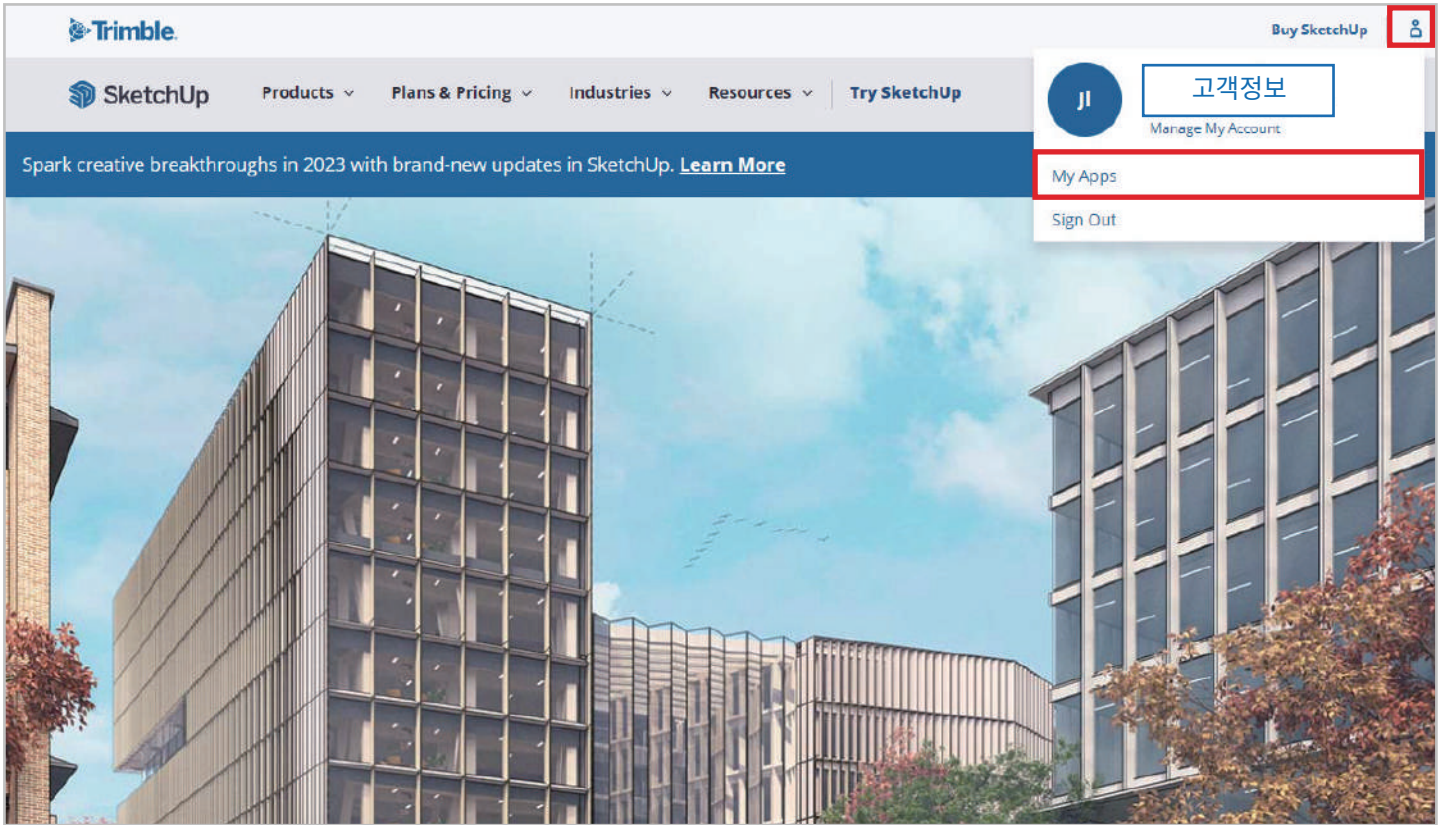 Trimble.
Buy SketchUp
SketchUp
Products
Plans & Pricing
Industries
Resources
Try SketchUp
JI
고객정보
Manage My Account
Spark creative breakthroughs in 2023 with brand-new updates in SketchUp. Learn More
My Apps
Sign Out